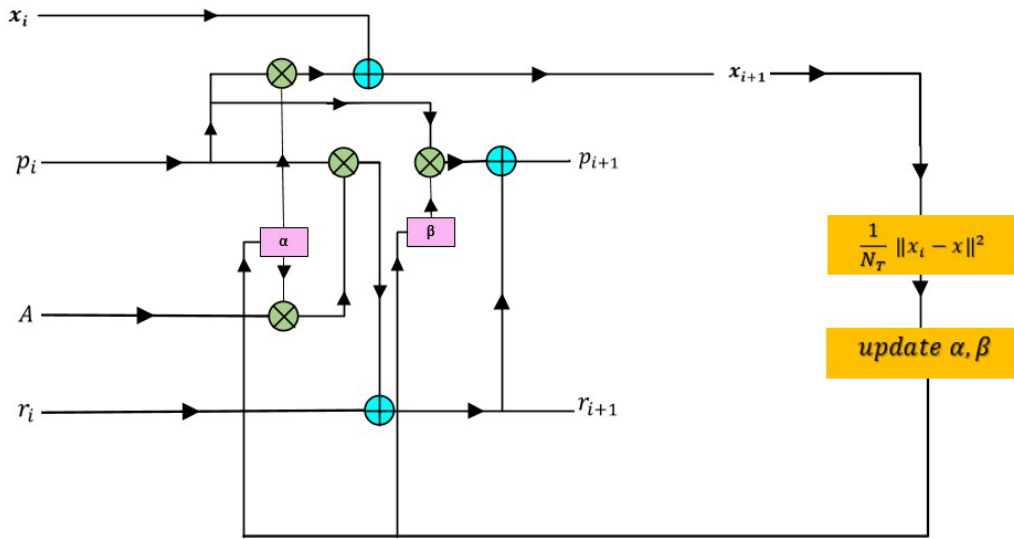 x_i
x_{i+1}
p_i
p_{i+1}
α
β
1/N_T ‖x_i − x‖²
A
update α, β
r_i
r_{i+1}